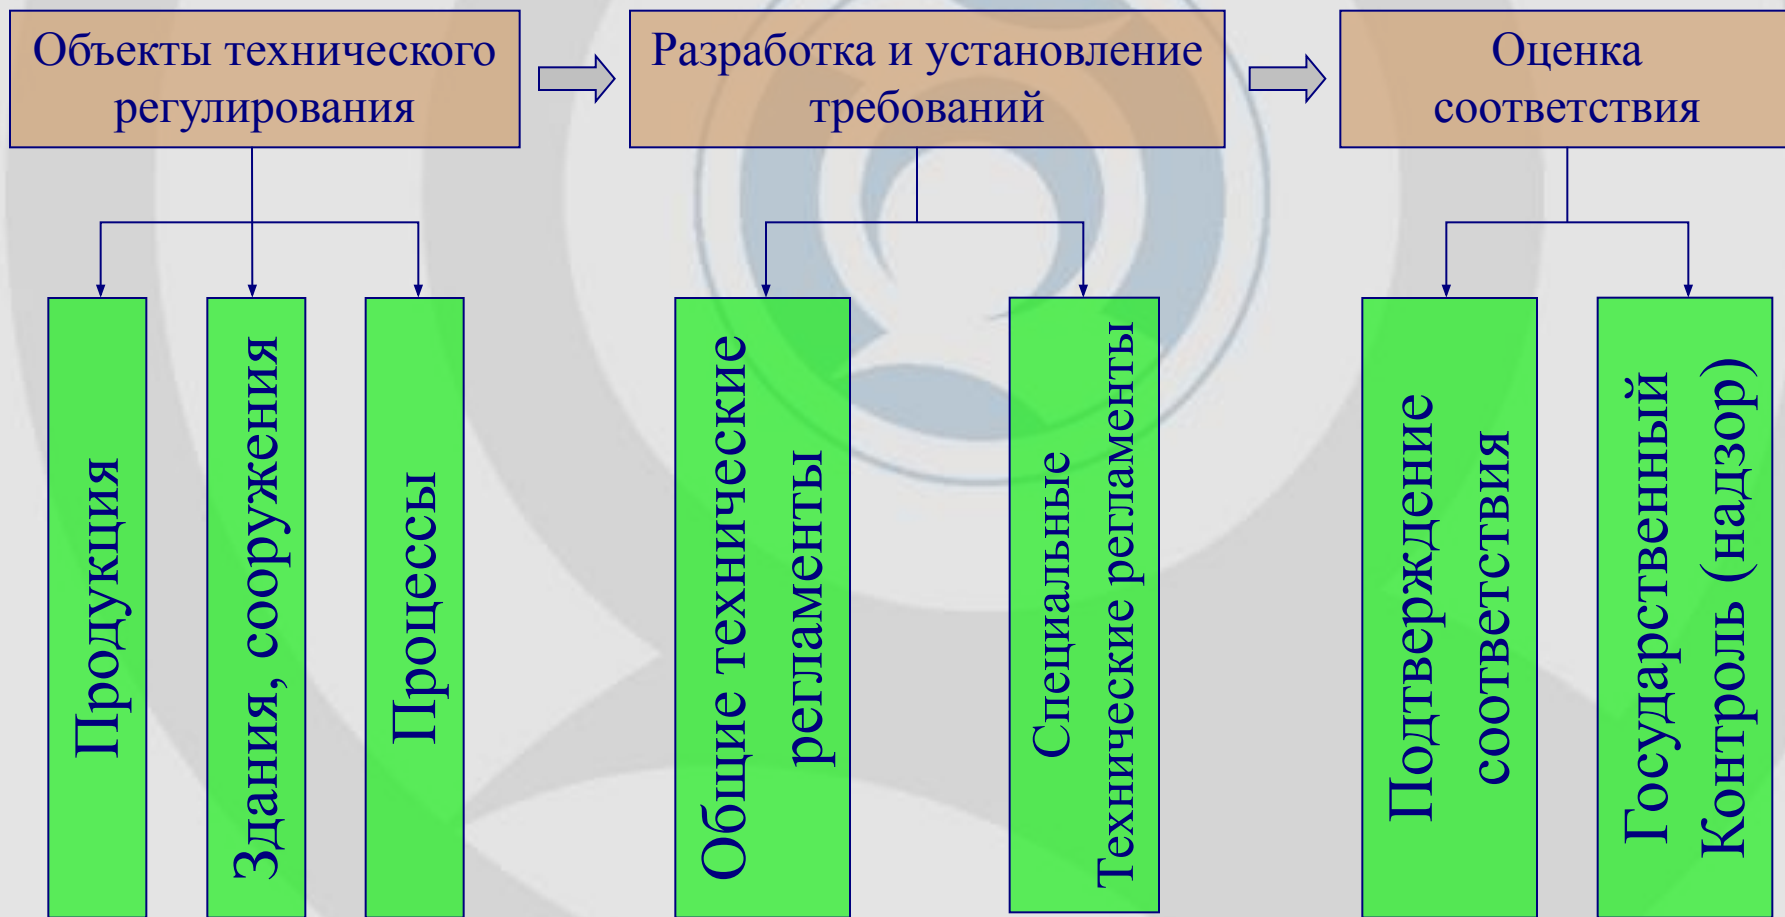 Объекты технического
регулирования
Разработка и установление
требований
Оценка
соответствия
Продукция
Здания, сооружения
Процессы
Общие технические
регламенты
Специальные
Технические регламенты
Подтверждение
соответствия
Государственный
Контроль (надзор)